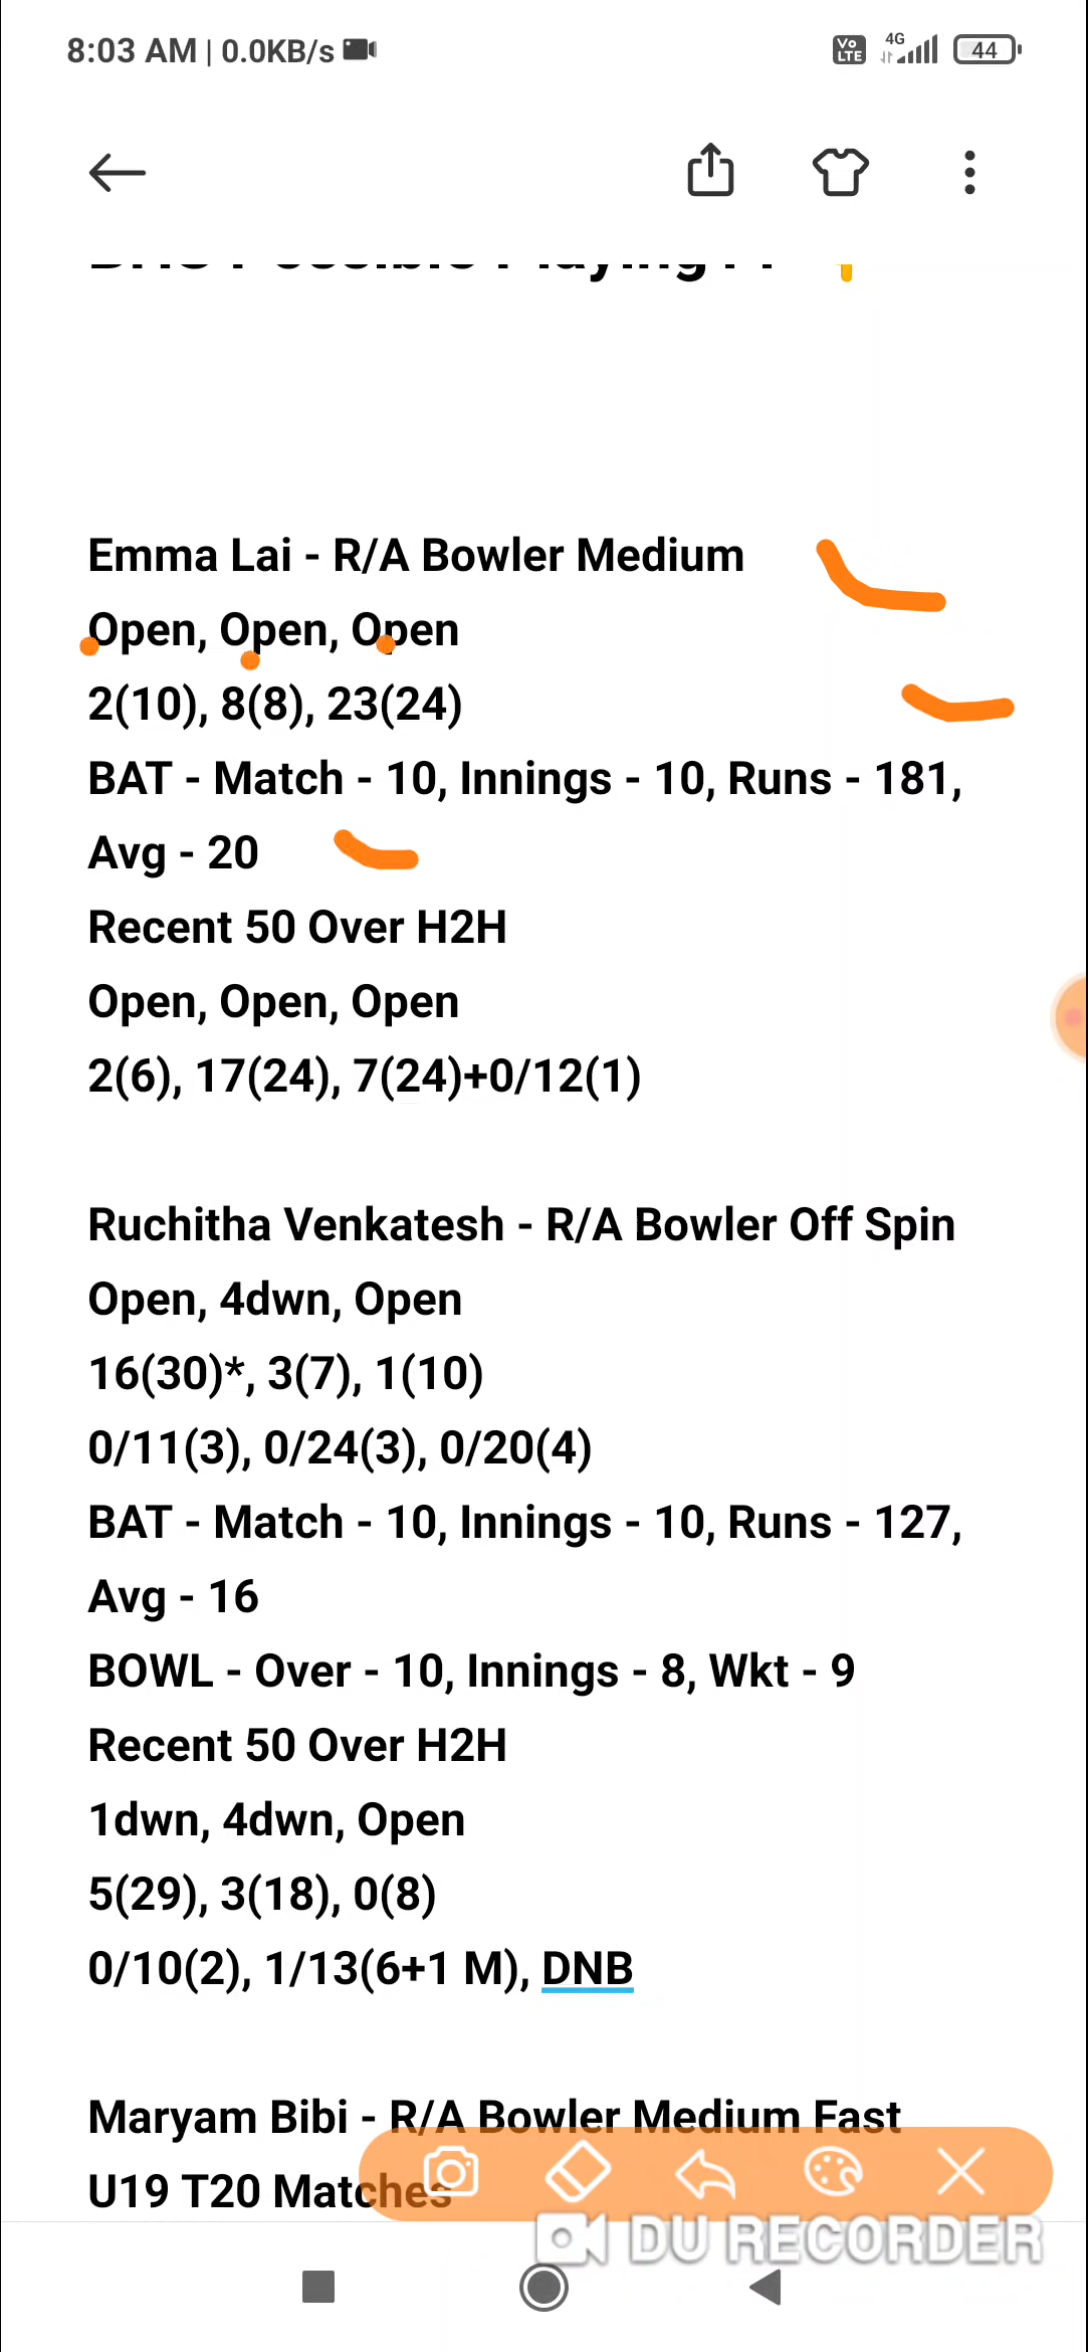 8:03 AM | 0.0KB/s
Vo LTE 4G 44
Emma Lai - R/A Bowler Medium
Open, Open, Open
2(10), 8(8), 23(24)
BAT - Match - 10, Innings - 10, Runs - 181,
Avg - 20
Recent 50 Over H2H
Open, Open, Open
2(6), 17(24), 7(24)+0/12(1)
Ruchitha Venkatesh - R/A Bowler Off Spin
Open, 4dwn, Open
16(30)*, 3(7), 1(10)
0/11(3), 0/24(3), 0/20(4)
BAT - Match - 10, Innings - 10, Runs - 127,
Avg - 16
BOWL - Over - 10, Innings - 8, Wkt - 9
Recent 50 Over H2H
1dwn, 4dwn, Open
5(29), 3(18), 0(8)
0/10(2), 1/13(6+1 M), DNB
Maryam Bibi - R/A Bowler Medium Fast
U19 T20 Matches
DU RECORDER